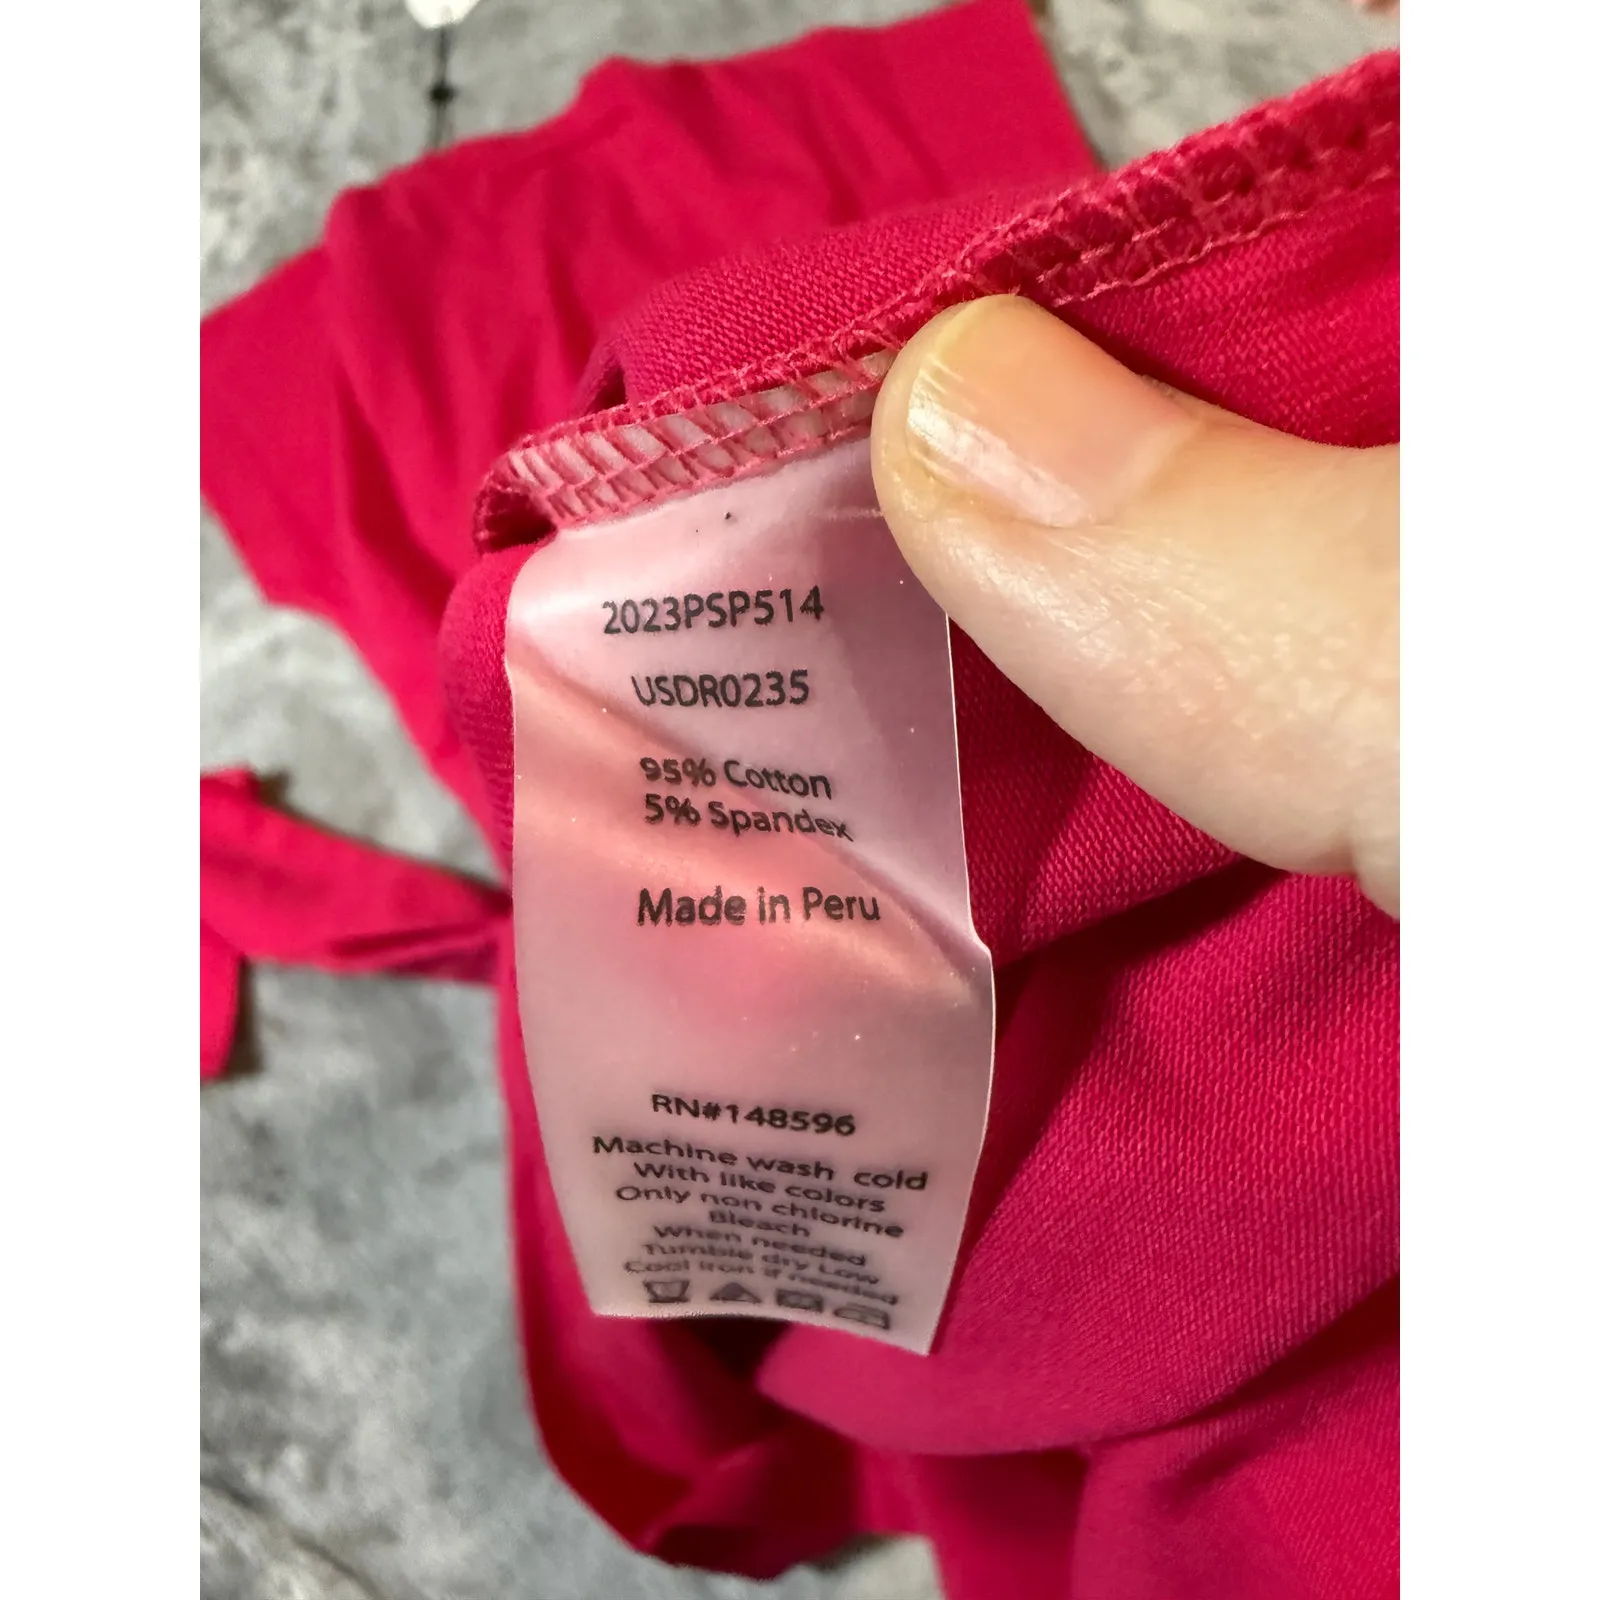 2023PSP514
USDR0235
95% Cotton
5% Spandex
Made in Peru
RN#148596
Machine wash cold
With like colors
Only non chlorine
Bleach
When needed
Tumble dry Low
Cool Iron if needed